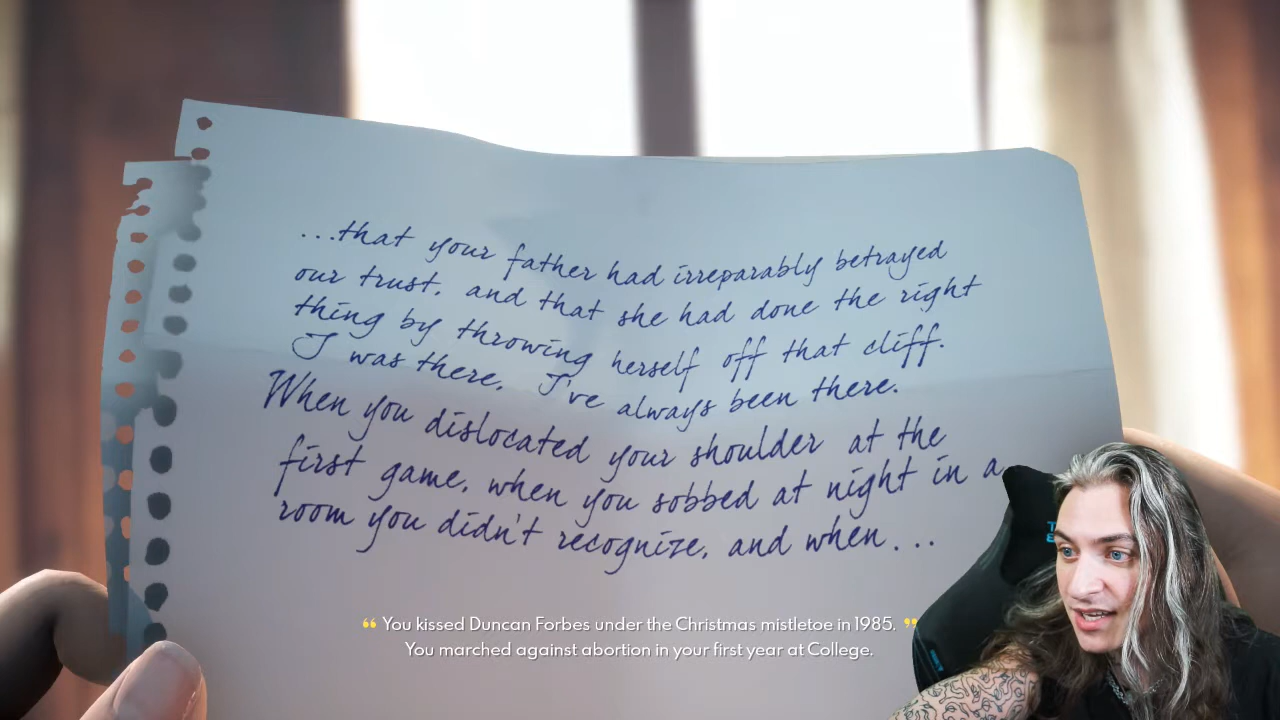 ...that your father had irreparably betrayed
our trust, and that she had done the right
thing by throwing herself off that cliff.
I was there, I've always been there.
When you dislocated your shoulder at the
first game, when you sobbed at night in a
room you didn't recognize, and when...
“ You kissed Duncan Forbes under the Christmas mistletoe in 1985. ”
You marched against abortion in your first year at College.